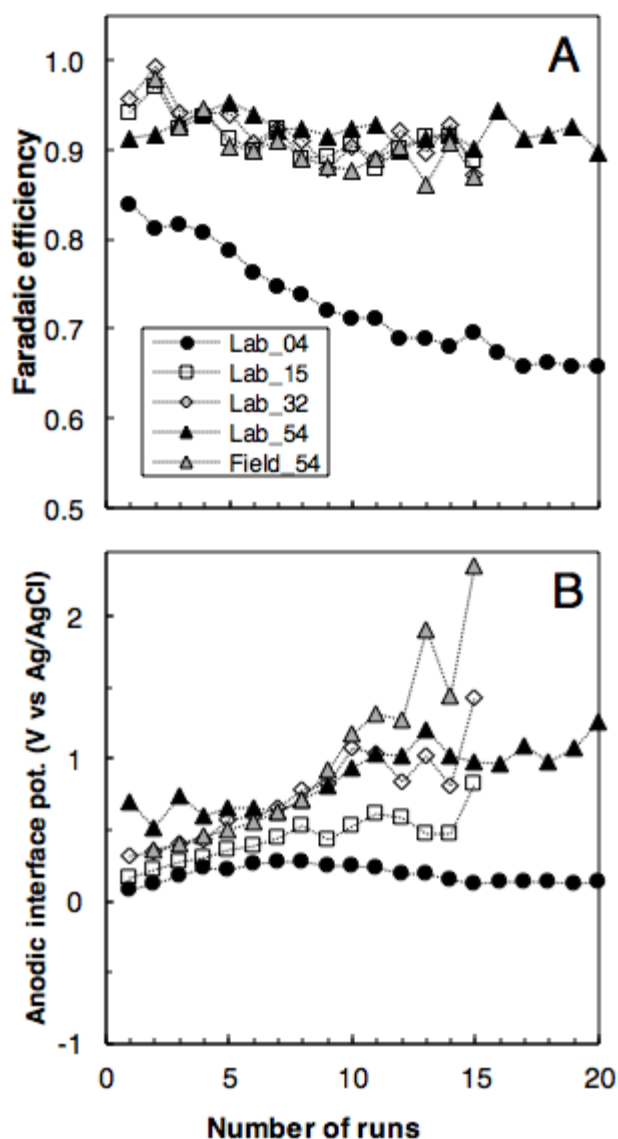 A
1.0
0.9
0.8
0.7
0.6
0.5
Faradaic efficiency
Lab_04
Lab_15
Lab_32
Lab_54
Field_54
B
2
1
0
-1
Anodic interface pot. (V vs Ag/AgCl)
0 5 10 15 20
Number of runs